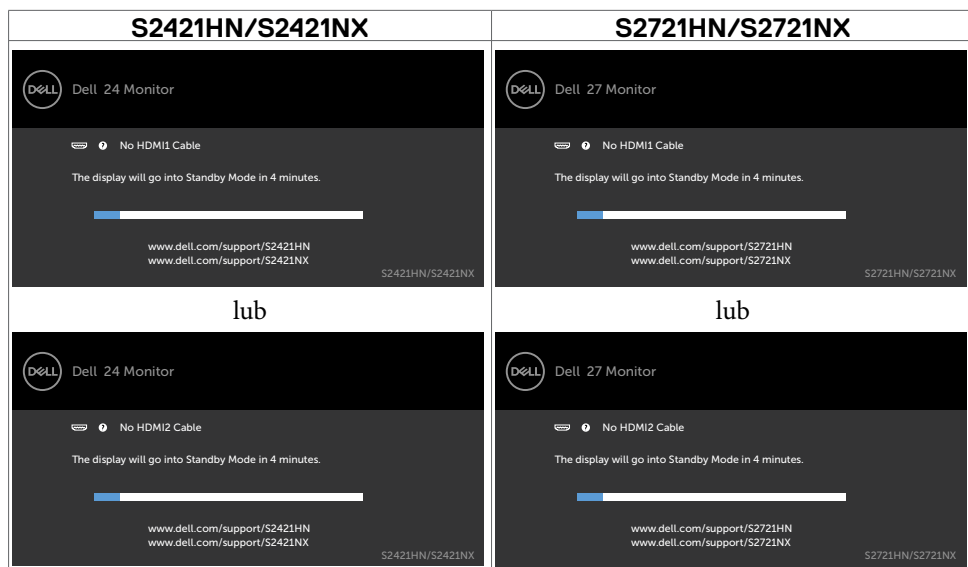 S2421HN/S2421NX
S2721HN/S2721NX
DELL Dell 24 Monitor
No HDMI1 Cable
The display will go into Standby Mode in 4 minutes.
www.dell.com/support/S2421HN
www.dell.com/support/S2421NX
S2421HN/S2421NX
DELL Dell 27 Monitor
No HDMI1 Cable
The display will go into Standby Mode in 4 minutes.
www.dell.com/support/S2721HN
www.dell.com/support/S2721NX
S2721HN/S2721NX
lub
lub
DELL Dell 24 Monitor
No HDMI2 Cable
The display will go into Standby Mode in 4 minutes.
www.dell.com/support/S2421HN
www.dell.com/support/S2421NX
S2421HN/S2421NX
DELL Dell 27 Monitor
No HDMI2 Cable
The display will go into Standby Mode in 4 minutes.
www.dell.com/support/S2721HN
www.dell.com/support/S2721NX
S2721HN/S2721NX